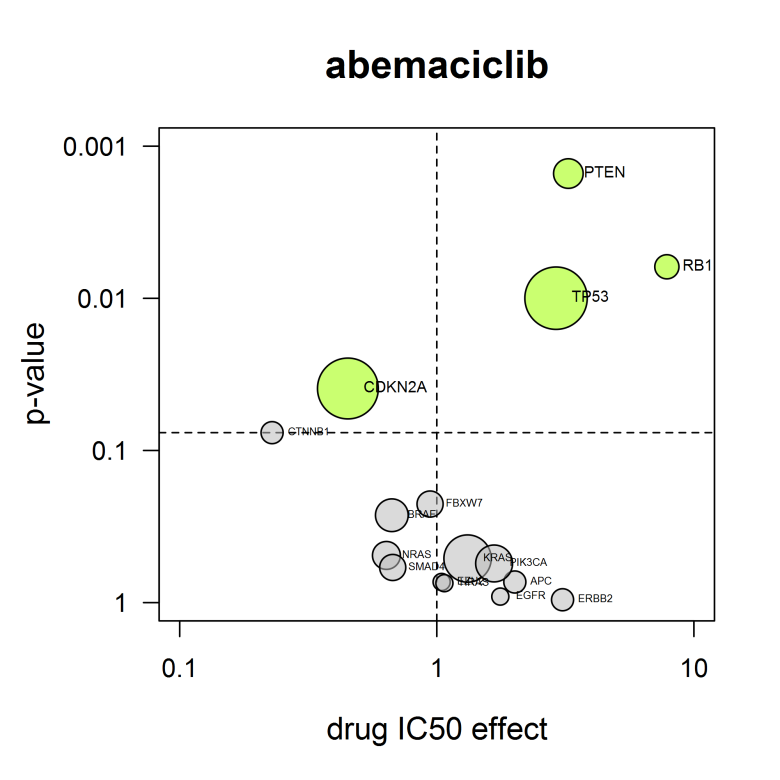 abemaciclib
0.001
PTEN
RB1
0.01
TP53
CDKN2A
CTNNB1
0.1
FBXW7
BRAF
NRAS
KRAS
SMAD4
PIK3CA
APC
EGFR
ERBB2
1
0.1
1
10
p-value
drug IC50 effect